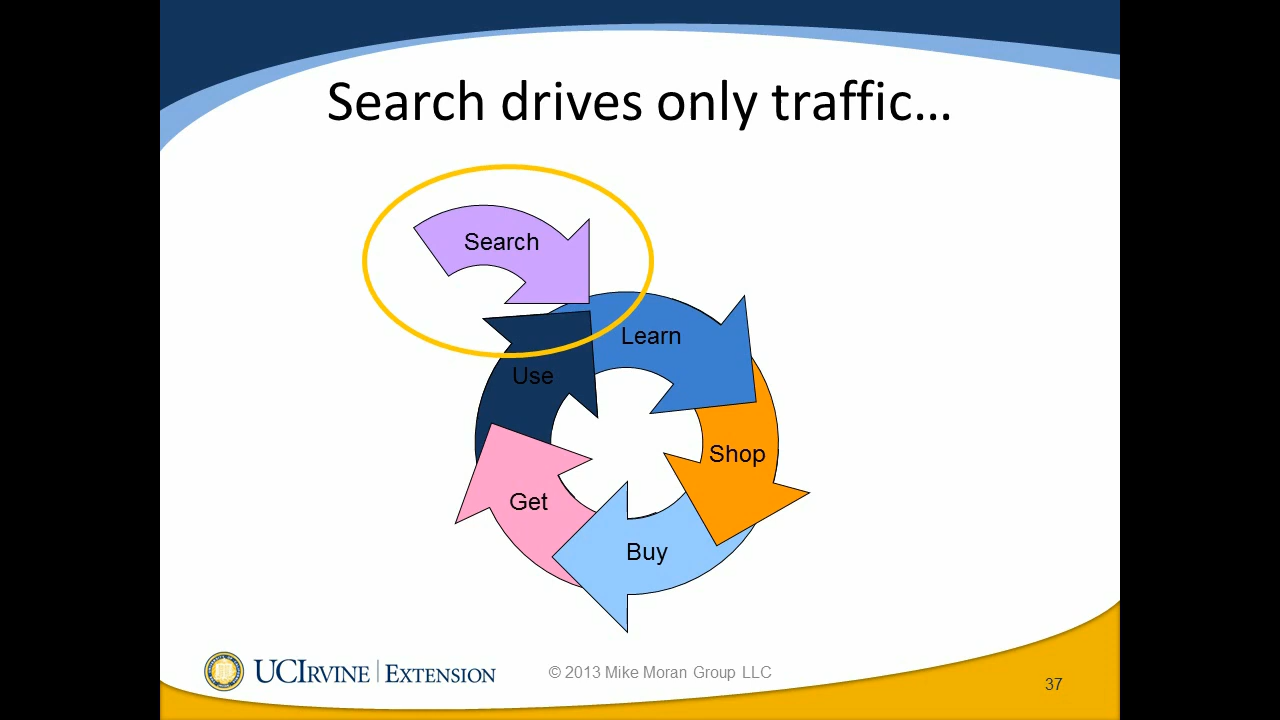 Search drives only traffic...
Search
Learn
Use
Shop
Get
Buy
UCIRVINE | EXTENSION
© 2013 Mike Moran Group LLC
37